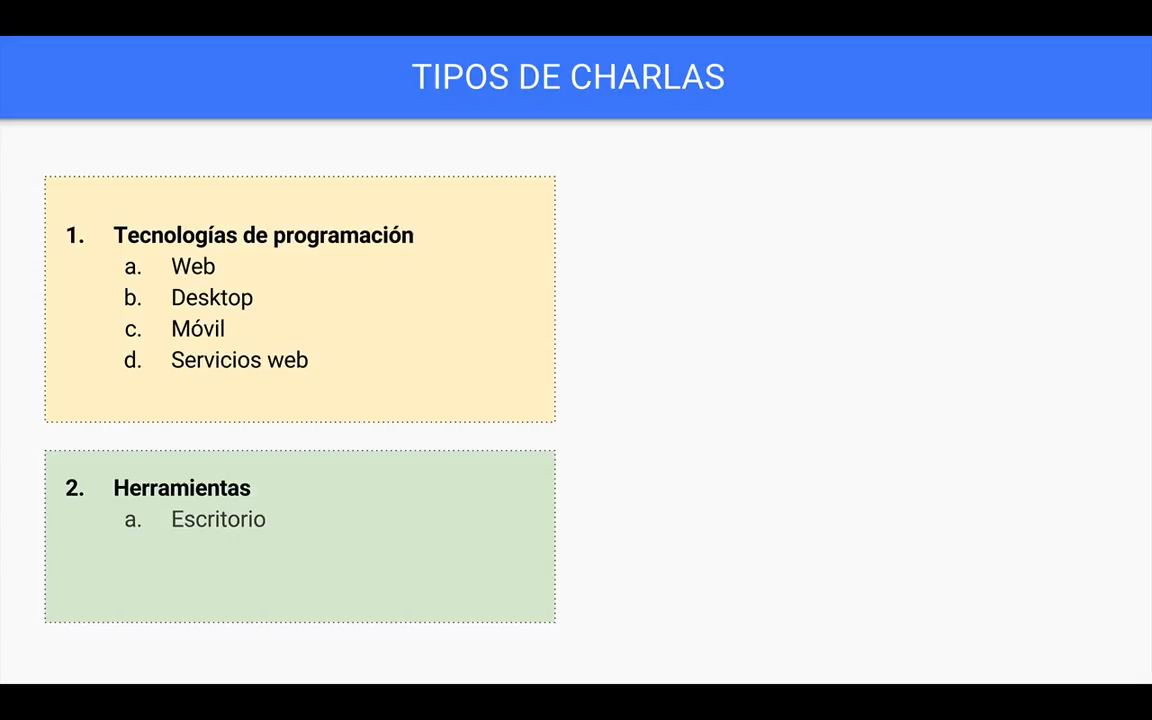 TIPOS DE CHARLAS
1. Tecnologías de programación
a. Web
b. Desktop
c. Móvil
d. Servicios web
2. Herramientas
a. Escritorio